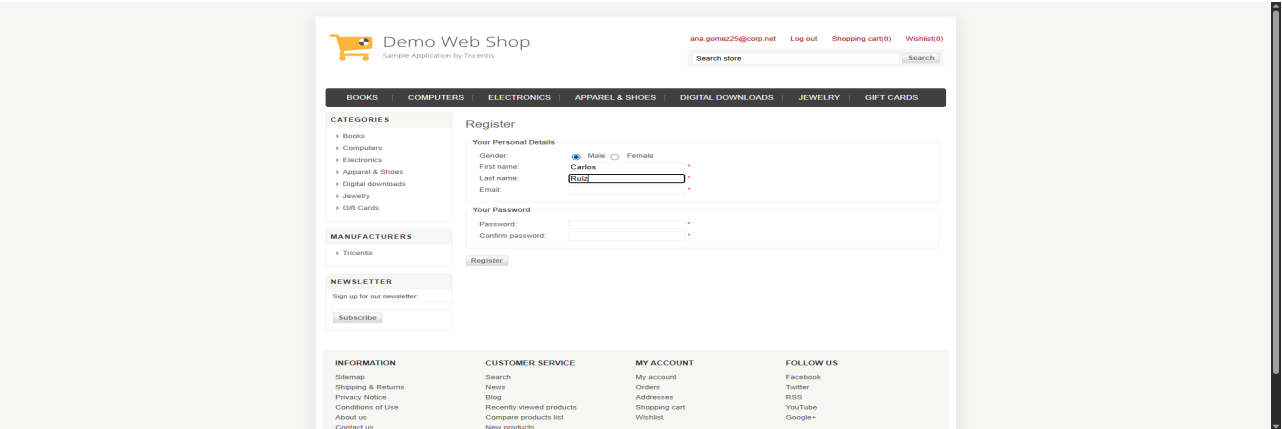 Demo Web Shop
Sample Application by Tricentis
ana.gomez25@corp.net Log out Shopping cart(0) Wishlist(0)
Search store Search
BOOKS COMPUTERS ELECTRONICS APPAREL & SHOES DIGITAL DOWNLOADS JEWELRY GIFT CARDS
CATEGORIES
Books
Computers
Electronics
Apparel & Shoes
Digital downloads
Jewelry
Gift Cards
MANUFACTURERS
Tricentis
NEWSLETTER
Sign up for our newsletter:
Subscribe
Register
Your Personal Details
Gender: Male Female
First name: Carlos *
Last name: Ruiz *
Email: *
Your Password
Password: *
Confirm password: *
Register
INFORMATION
Sitemap
Shipping & Returns
Privacy Notice
Conditions of Use
About us
Contact us
CUSTOMER SERVICE
Search
News
Blog
Recently viewed products
Compare products list
New products
MY ACCOUNT
My account
Orders
Addresses
Shopping cart
Wishlist
FOLLOW US
Facebook
Twitter
RSS
YouTube
Google+